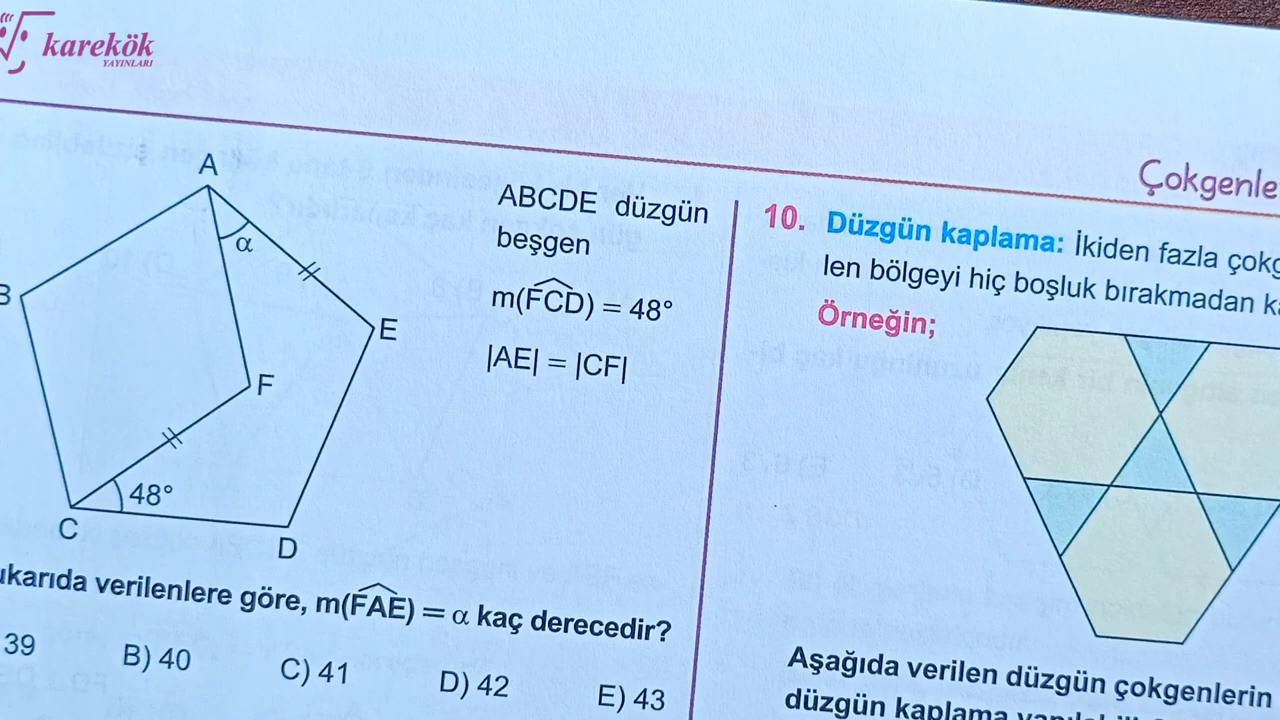 karekök
YAYINLARI
Çokgenle
A
α
B
E
F
48°
C
D
ABCDE düzgün
beşgen
m(FCD) = 48°
|AE| = |CF|
ukarıda verilenlere göre, m(FAE) = α kaç derecedir?
39 B) 40 C) 41 D) 42 E) 43
10. Düzgün kaplama: İkiden fazla çokg
len bölgeyi hiç boşluk bırakmadan ka
Örneğin;
Aşağıda verilen düzgün çokgenlerin
düzgün kaplama